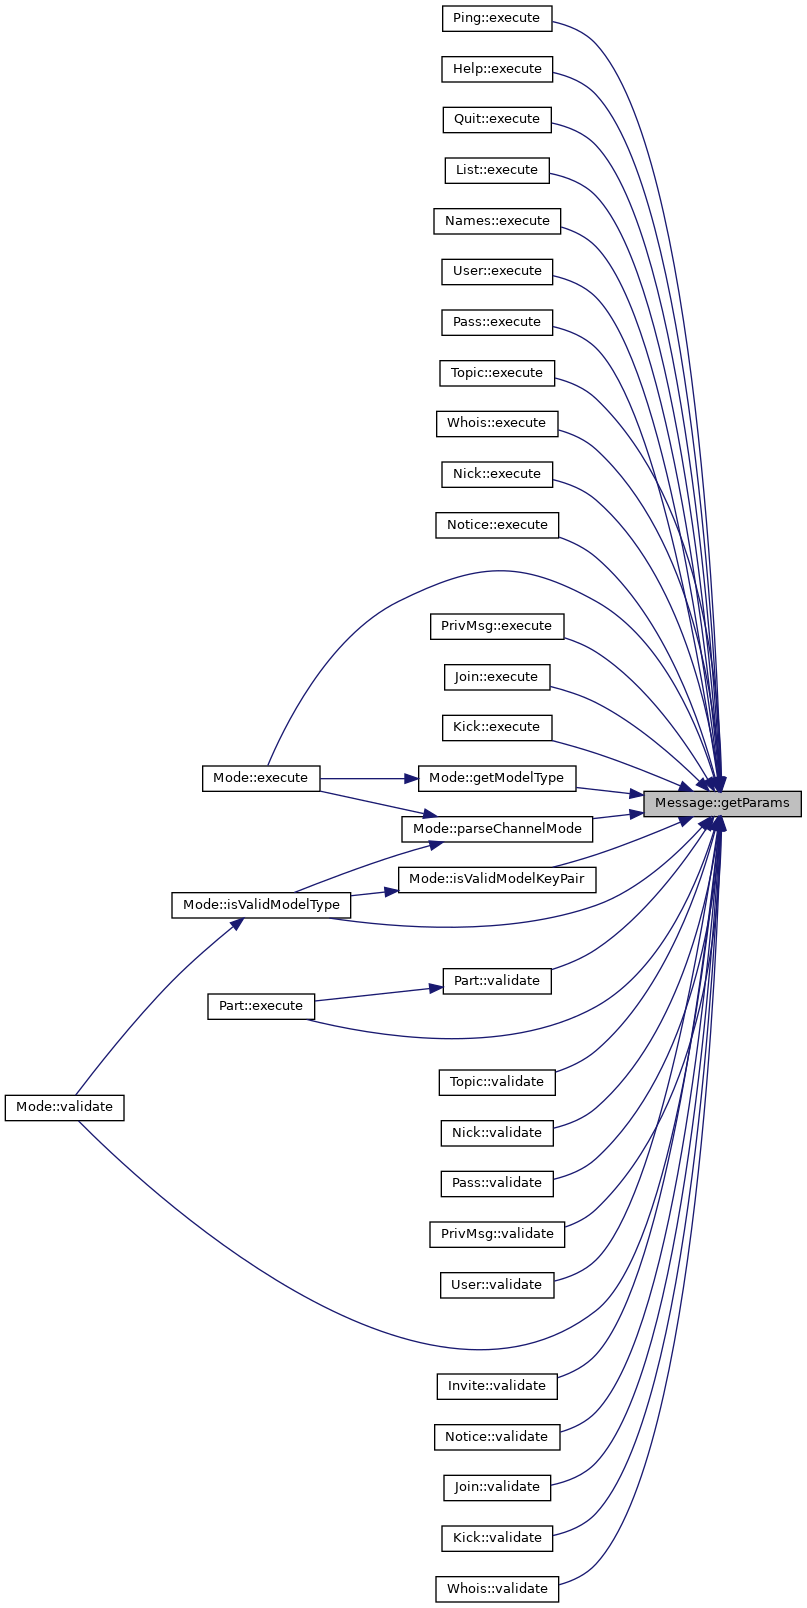 Ping::execute
Help::execute
Quit::execute
List::execute
Names::execute
User::execute
Pass::execute
Topic::execute
Whois::execute
Nick::execute
Notice::execute
PrivMsg::execute
Join::execute
Kick::execute
Mode::execute
Mode::getModelType
Message::getParams
Mode::parseChannelMode
Mode::isValidModelKeyPair
Mode::isValidModelType
Part::validate
Part::execute
Topic::validate
Mode::validate
Nick::validate
Pass::validate
PrivMsg::validate
User::validate
Invite::validate
Notice::validate
Join::validate
Kick::validate
Whois::validate